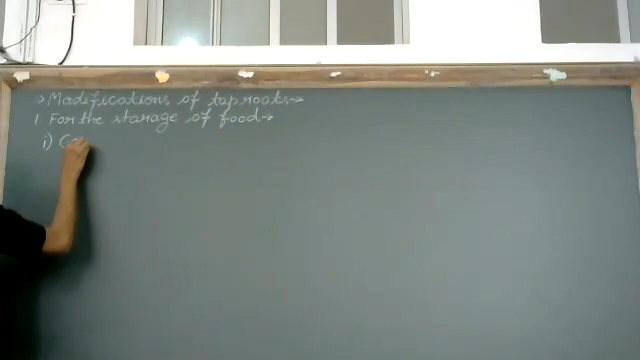 → Modifications of tap roots→
1 For the storage of food→
i) Co